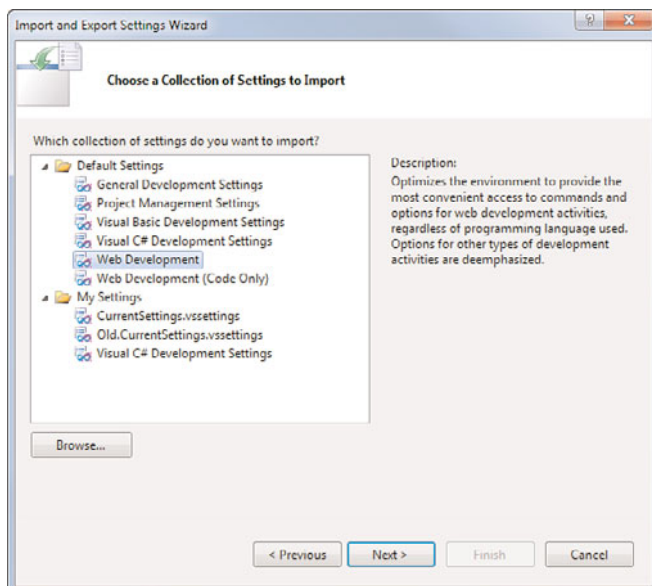 Import and Export Settings Wizard
Choose a Collection of Settings to Import
Which collection of settings do you want to import?
Default Settings
General Development Settings
Project Management Settings
Visual Basic Development Settings
Visual C# Development Settings
Web Development
Web Development (Code Only)
My Settings
CurrentSettings.vssettings
Old.CurrentSettings.vssettings
Visual C# Development Settings
Description:
Optimizes the environment to provide the
most convenient access to commands and
options for web development activities,
regardless of programming language used.
Options for other types of development
activities are deemphasized.
Browse...
< Previous
Next >
Finish
Cancel